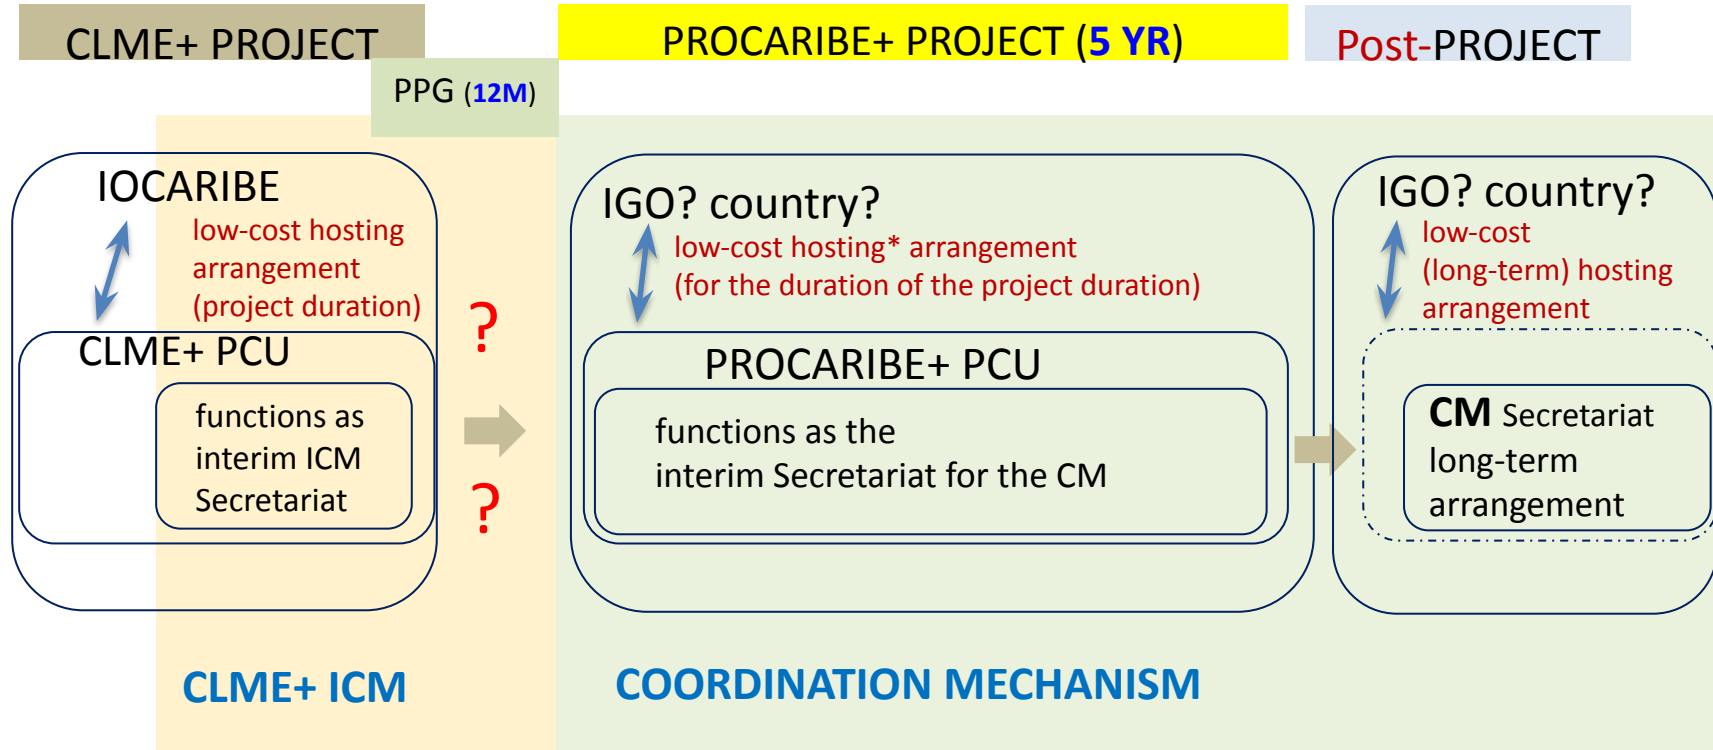 CLME+ PROJECT
PPG (12M)
PROCARIBE+ PROJECT (5 YR)
Post-PROJECT
IOCARIBE
low-cost hosting
arrangement
(project duration)
CLME+ PCU
functions as
interim ICM
Secretariat
?
?
CLME+ ICM
IGO? country?
low-cost hosting* arrangement
(for the duration of the project duration)
PROCARIBE+ PCU
functions as the
interim Secretariat for the CM
COORDINATION MECHANISM
IGO? country?
low-cost
(long-term) hosting
arrangement
CM Secretariat
long-term
arrangement